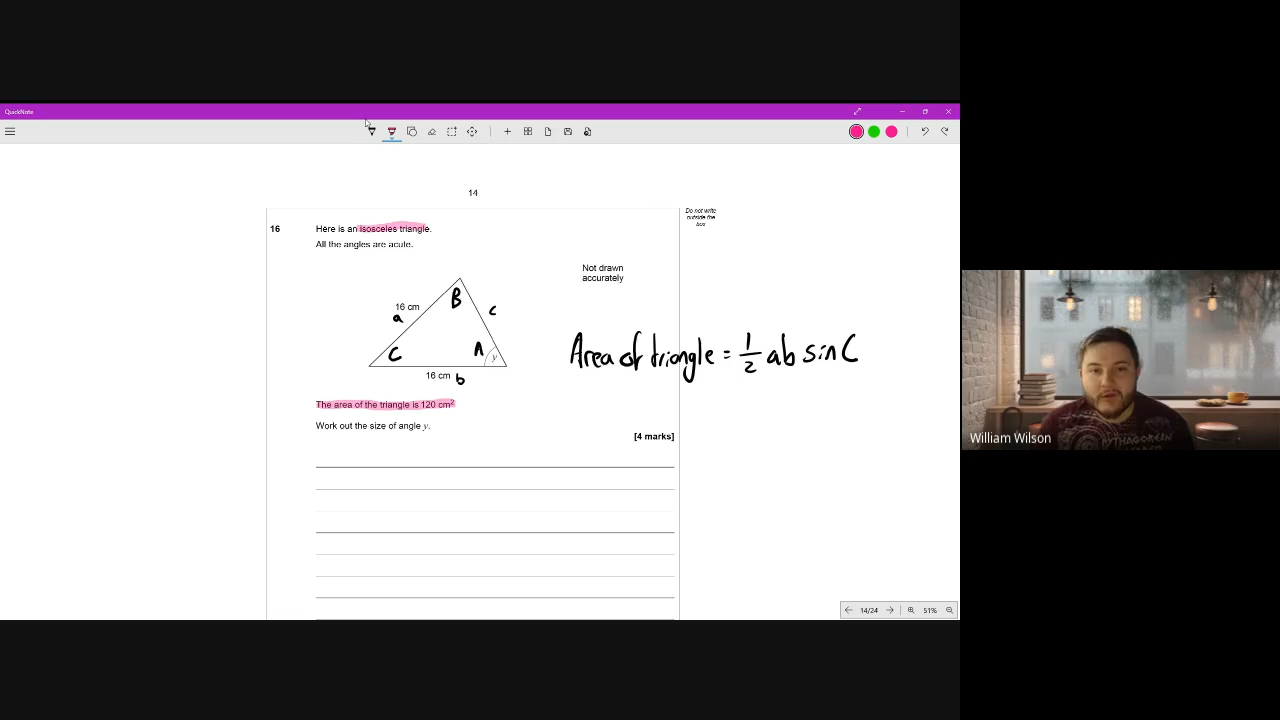 QuickNote
14
Do not write
outside the
box
16
Here is an isosceles triangle.
All the angles are acute.
Not drawn
accurately
16 cm
a
B
c
C
A
y
16 cm
b
Area of triangle = 1/2 ab sin C
The area of the triangle is 120 cm²
Work out the size of angle y.
[4 marks]
William Wilson
PYTHAGOREAN
14/24
51%